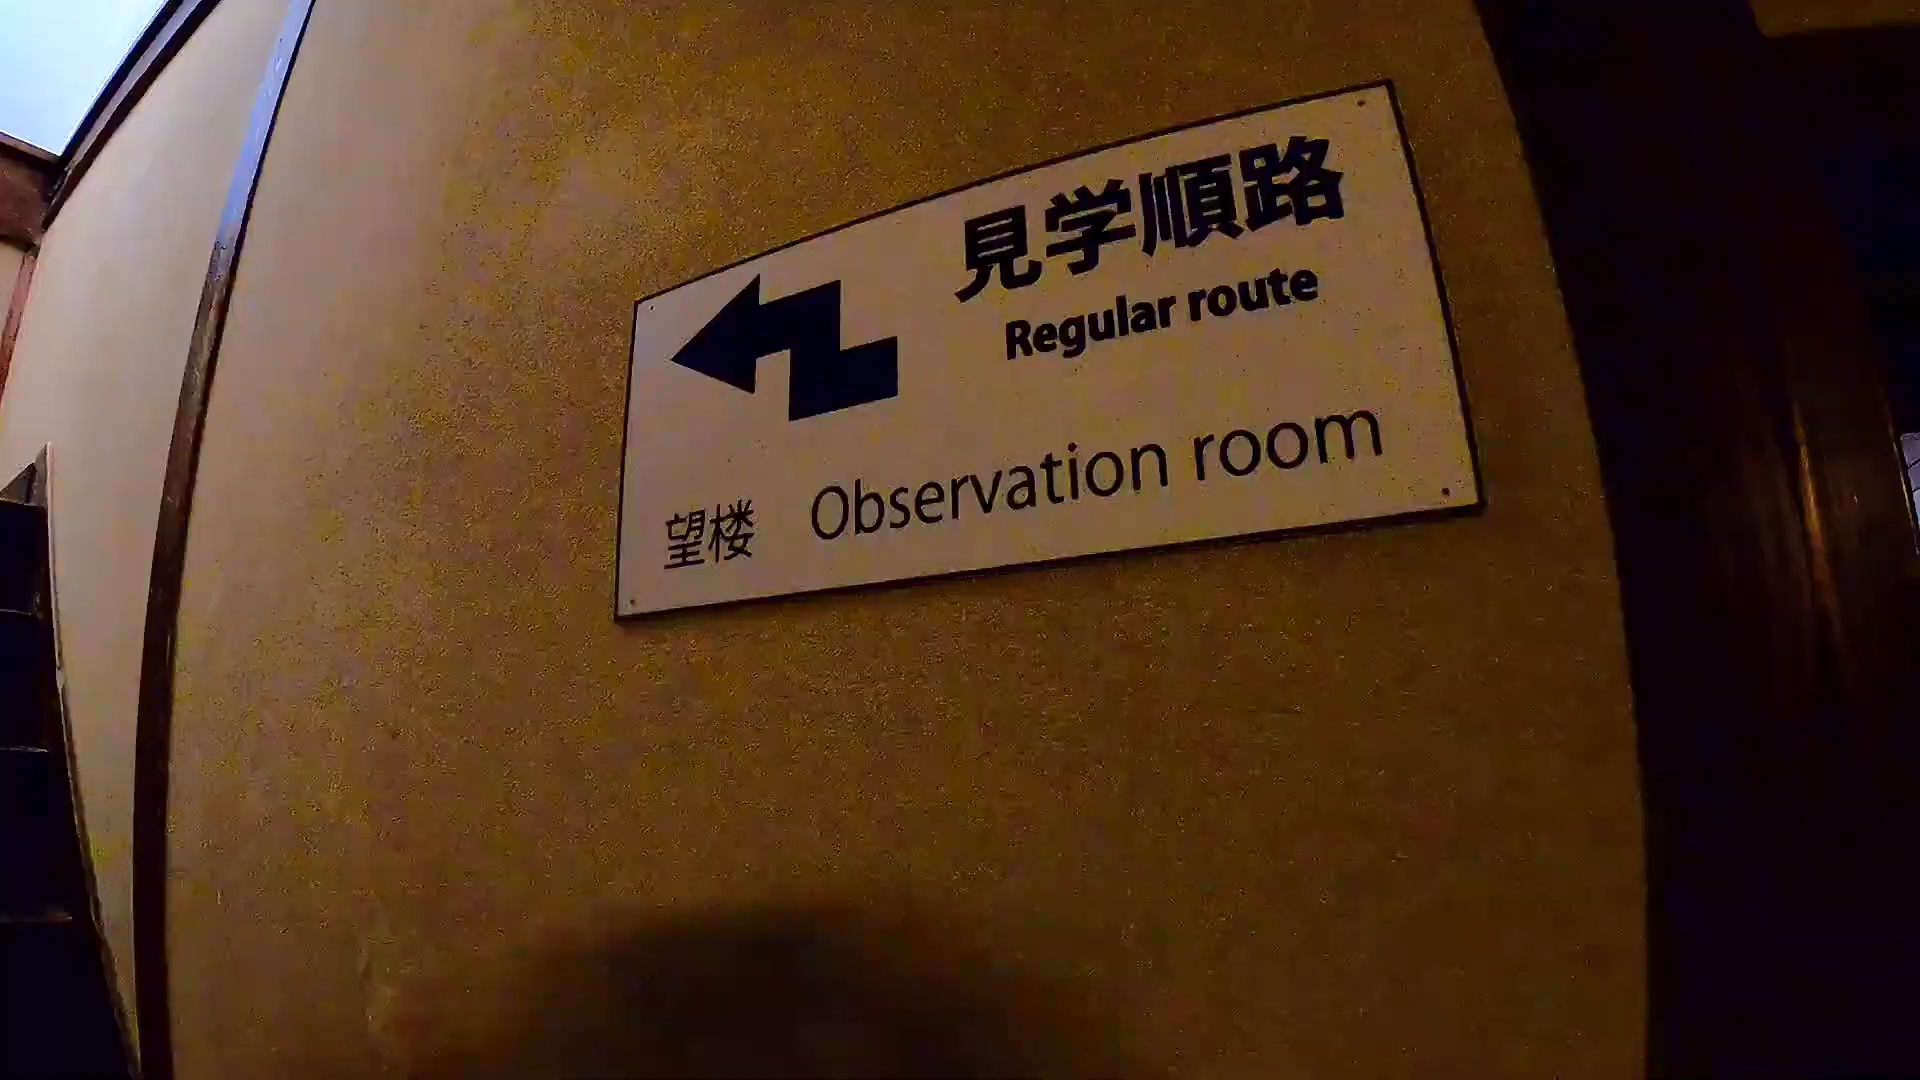 見学順路
Regular route
望楼 Observation room